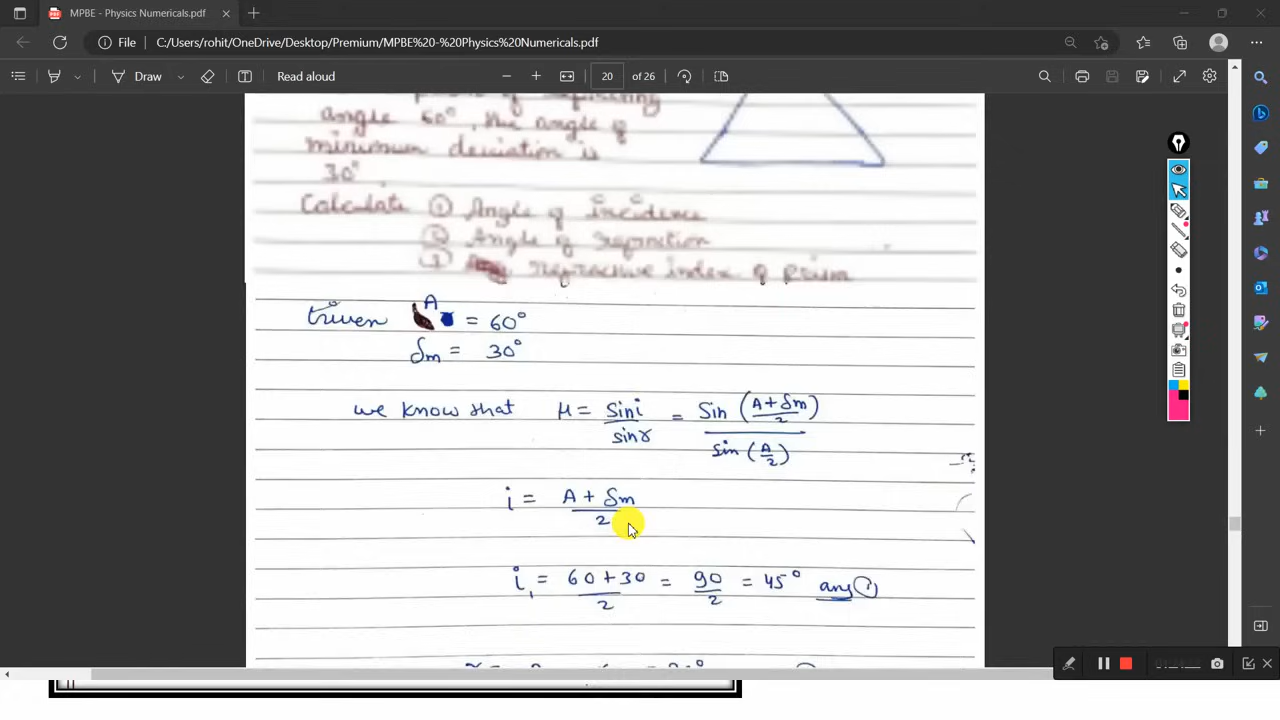 MPBE - Physics Numericals.pdf
File C:/Users/rohit/OneDrive/Desktop/Premium/MPBE%20-%20Physics%20Numericals.pdf
Draw Read aloud 20 of 26
angle 60°, the angle of
minimum deviation is
30°
Calculate ① Angle of incidence
② Angle of refraction
③ refractive index of prism
Given A = 60°
δm = 30°
we know that μ = Sin i / sin r = Sin (A + δm / 2) / sin (A / 2)
i = A + δm / 2
i₁ = 60 + 30 / 2 = 90 / 2 = 45° ans ①